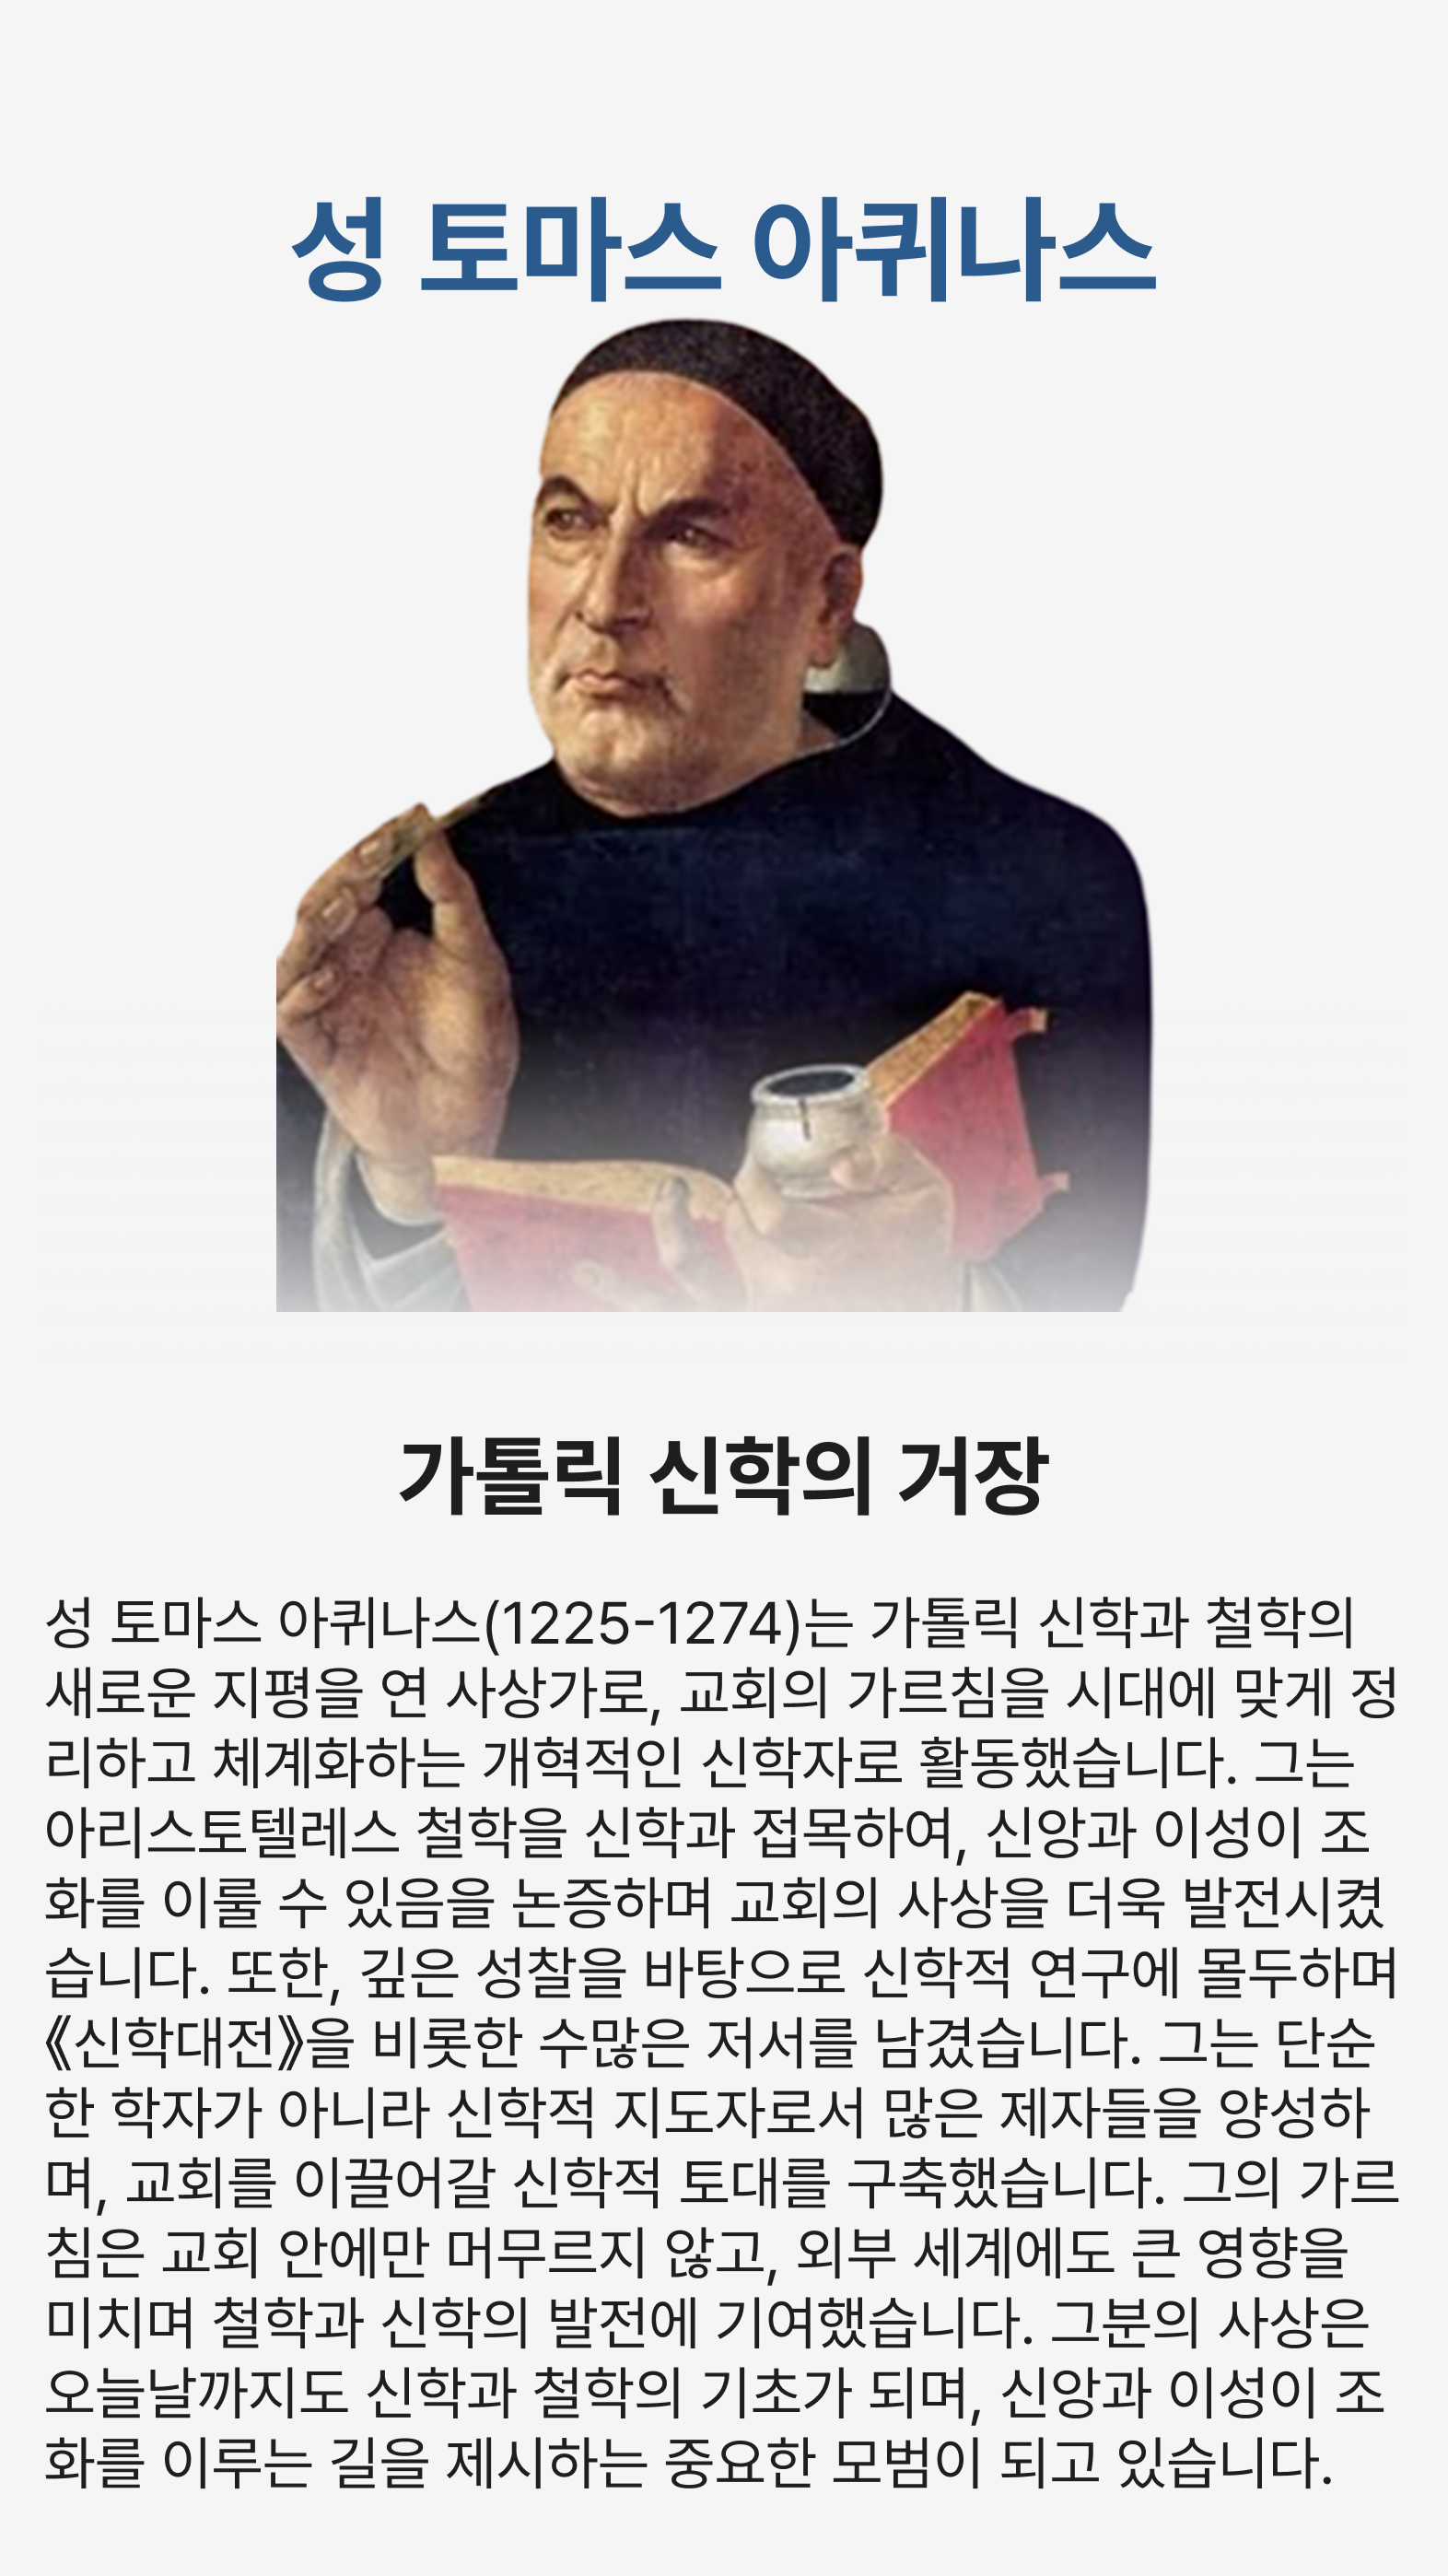 성 토마스 아퀴나스
가톨릭 신학의 거장
성 토마스 아퀴나스(1225-1274)는 가톨릭 신학과 철학의
새로운 지평을 연 사상가로, 교회의 가르침을 시대에 맞게 정
리하고 체계화하는 개혁적인 신학자로 활동했습니다. 그는
아리스토텔레스 철학을 신학과 접목하여, 신앙과 이성이 조
화를 이룰 수 있음을 논증하며 교회의 사상을 더욱 발전시켰
습니다. 또한, 깊은 성찰을 바탕으로 신학적 연구에 몰두하며
《신학대전》을 비롯한 수많은 저서를 남겼습니다. 그는 단순
한 학자가 아니라 신학적 지도자로서 많은 제자들을 양성하
며, 교회를 이끌어갈 신학적 토대를 구축했습니다. 그의 가르
침은 교회 안에만 머무르지 않고, 외부 세계에도 큰 영향을
미치며 철학과 신학의 발전에 기여했습니다. 그분의 사상은
오늘날까지도 신학과 철학의 기초가 되며, 신앙과 이성이 조
화를 이루는 길을 제시하는 중요한 모범이 되고 있습니다.